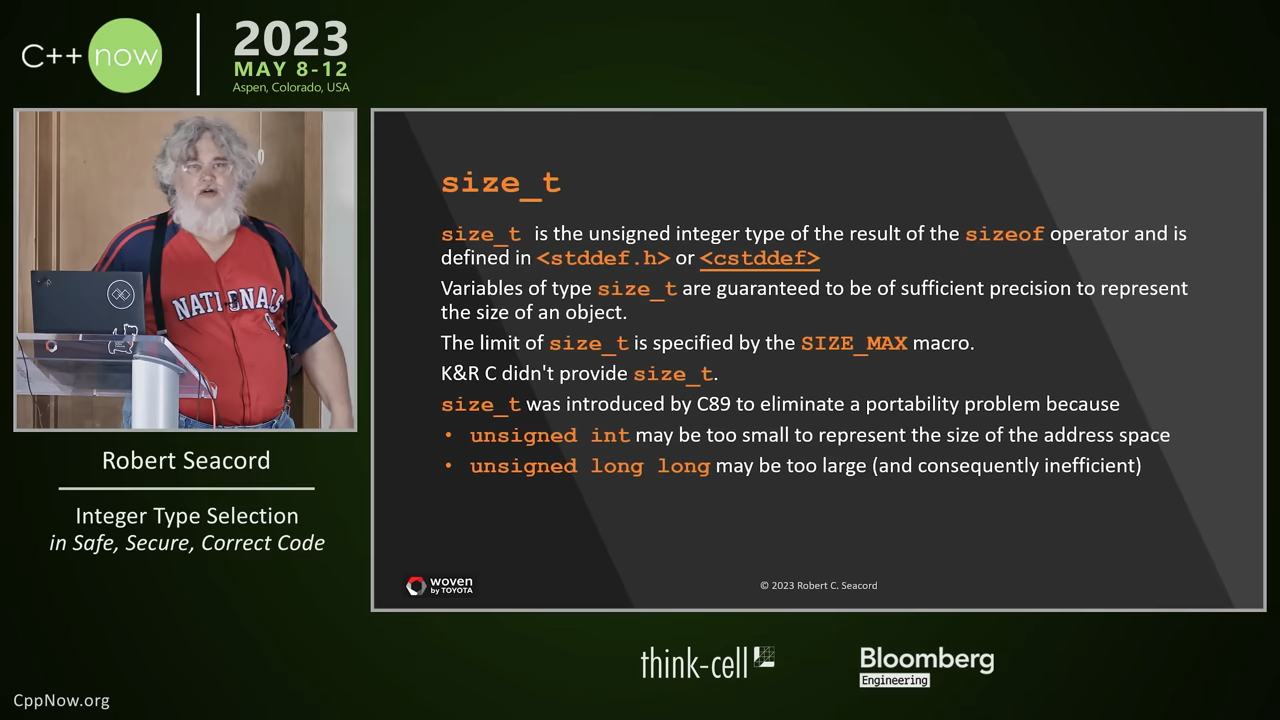 C++ now
2023
MAY 8-12
Aspen, Colorado, USA
NATIONALS
Robert Seacord
Integer Type Selection
in Safe, Secure, Correct Code
size_t
size_t is the unsigned integer type of the result of the sizeof operator and is
defined in <stddef.h> or <cstddef>
Variables of type size_t are guaranteed to be of sufficient precision to represent
the size of an object.
The limit of size_t is specified by the SIZE_MAX macro.
K&R C didn't provide size_t.
size_t was introduced by C89 to eliminate a portability problem because
• unsigned int may be too small to represent the size of the address space
• unsigned long long may be too large (and consequently inefficient)
woven
by TOYOTA
© 2023 Robert C. Seacord
think-cell
Bloomberg
Engineering
CppNow.org